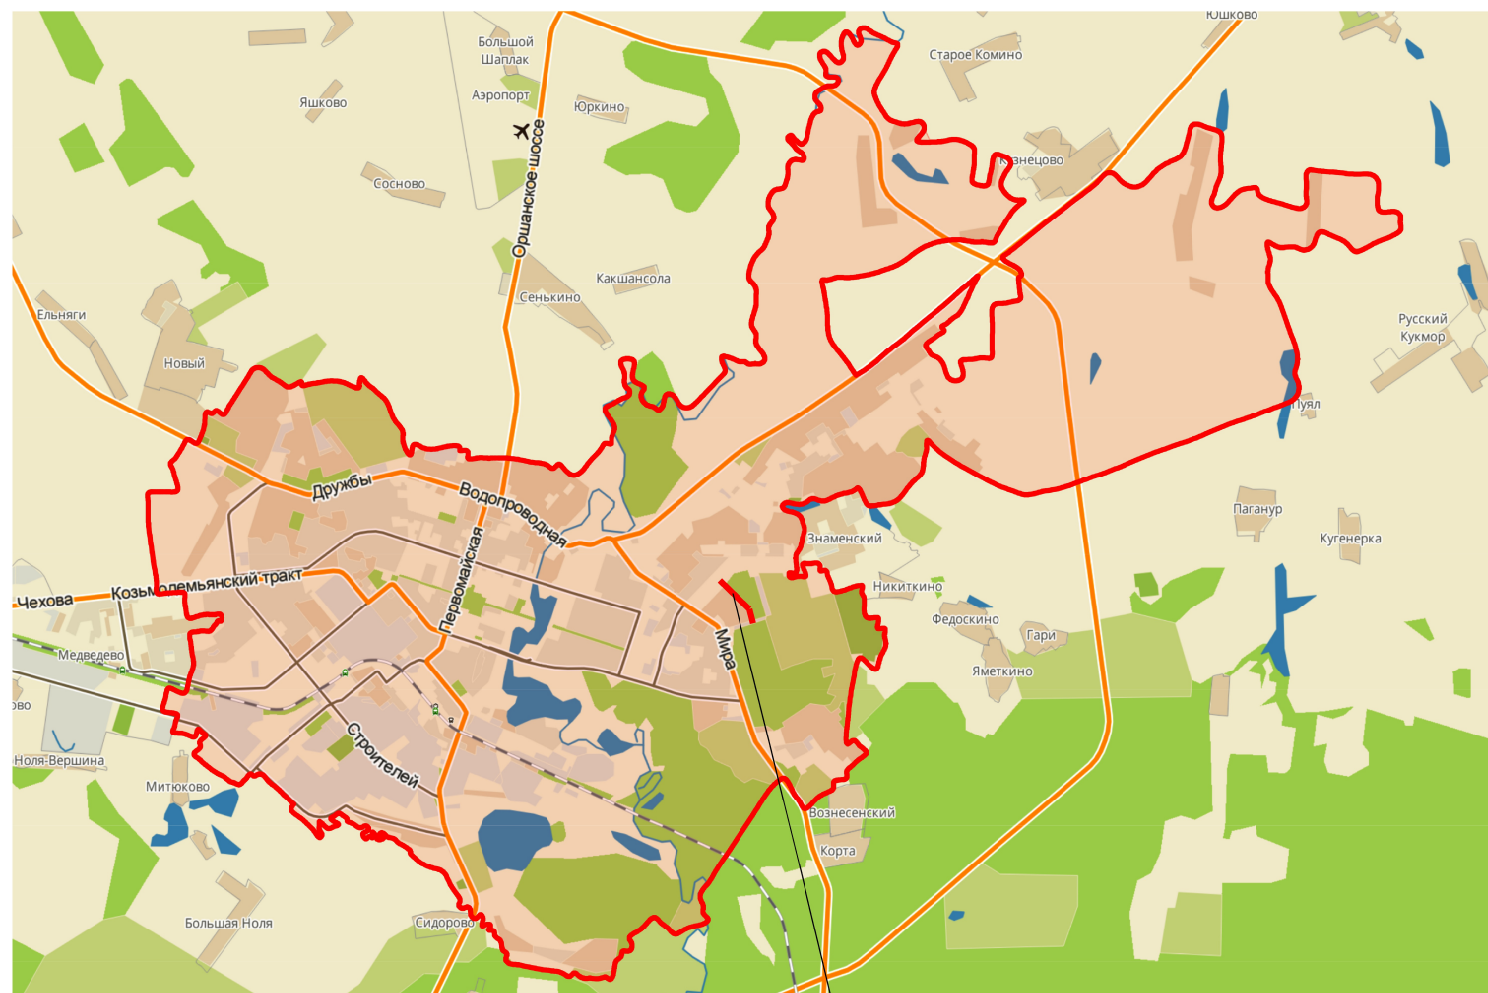 Юшково
Большой
Шаплак
Старое Комино
Аэропорт
Яшково
Юркино
Оршанское шоссе
Сосново
Какшансола
Сенькино
Ельняги
Русский
Кукмор
Новый
Дружбы
Водопроводная
Паганур
Знаменский
Кугенерка
Первомайская
Козьмодемьянский тракт
Чехова
Никиткино
Федоскино
Гари
Мира
Медведево
Яметкино
ово
Строителей
Ноля-Вершина
Митюково
Вознесенский
Корта
Большая Ноля
Сидорово